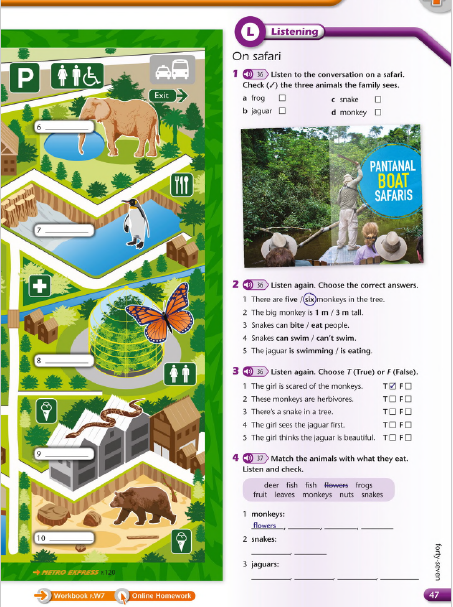 P
Exit
6
7
8
9
10
METRO EXPRESS p.120
Workbook p.W7
Online Homework
L Listening
On safari
1 36 Listen to the conversation on a safari.
Check (✓) the three animals the family sees.
a frog □ c snake □
b jaguar □ d monkey □
PANTANAL
BOAT
SAFARIS
2 36 Listen again. Choose the correct answers.
1 There are five / six monkeys in the tree.
2 The big monkey is 1 m / 3 m tall.
3 Snakes can bite / eat people.
4 Snakes can swim / can't swim.
5 The jaguar is swimming / is eating.
3 36 Listen again. Choose T (True) or F (False).
1 The girl is scared of the monkeys. T ☑ F □
2 These monkeys are herbivores. T □ F □
3 There's a snake in a tree. T □ F □
4 The girl sees the jaguar first. T □ F □
5 The girl thinks the jaguar is beautiful. T □ F □
4 37 Match the animals with what they eat.
Listen and check.
deer fish fish flowers frogs
fruit leaves monkeys nuts snakes
1 monkeys:
flowers, , ,
2 snakes:
,
3 jaguars:
, , ,
forty-seven
47